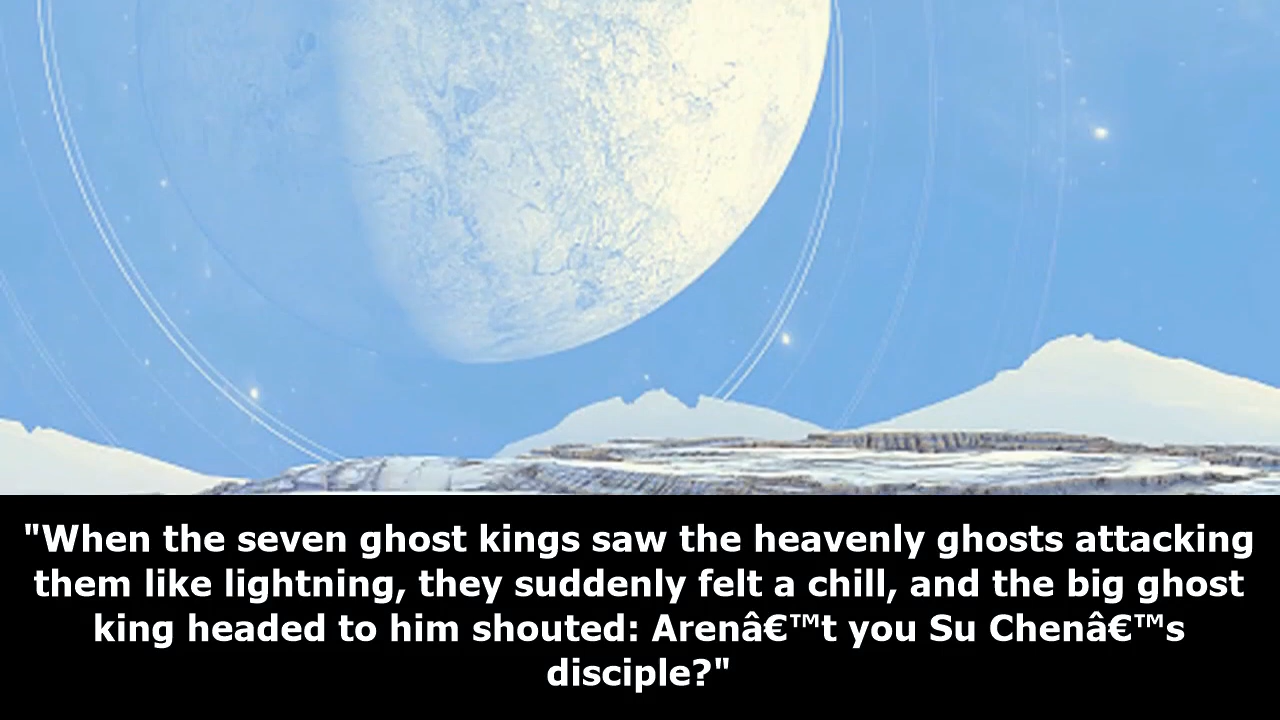 "When the seven ghost kings saw the heavenly ghosts attacking
them like lightning, they suddenly felt a chill, and the big ghost
king headed to him shouted: Arenâ€™t you Su Chenâ€™s
disciple?"